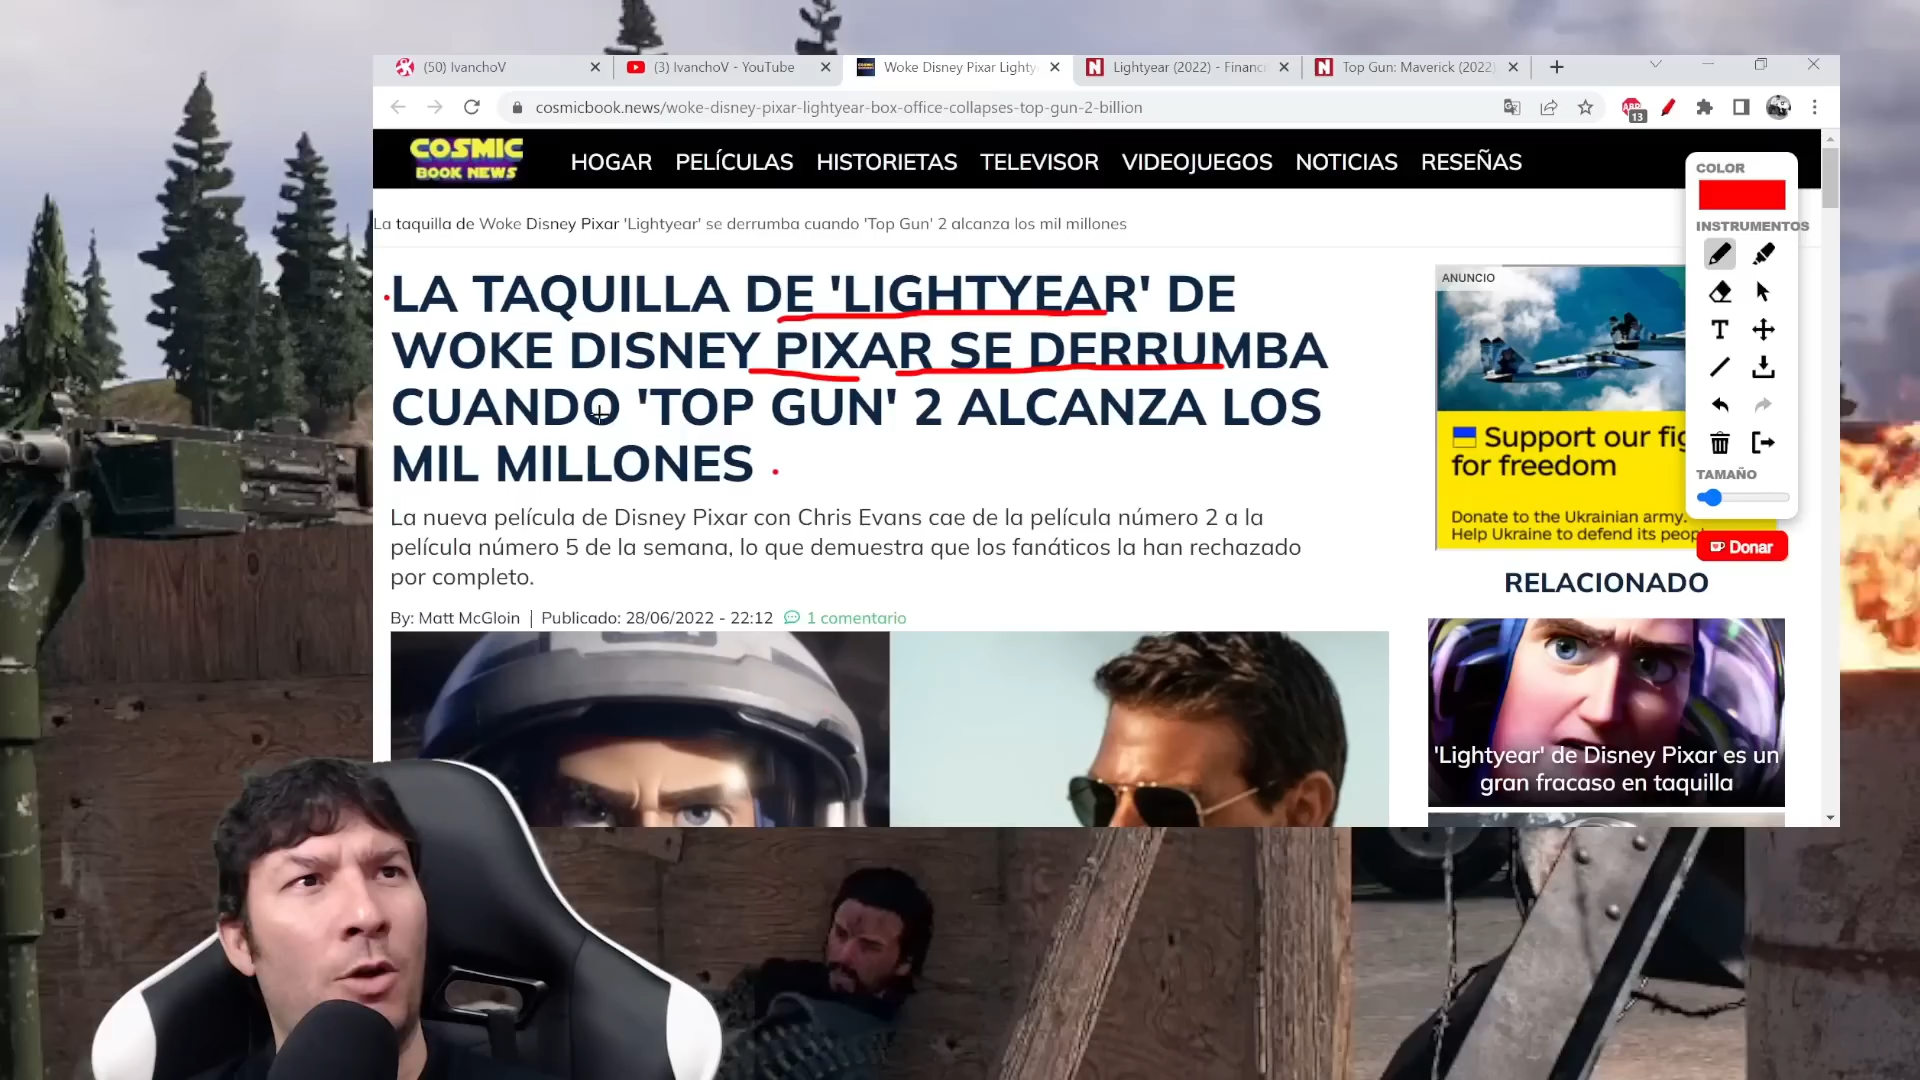 (50) IvanchoV
(3) IvanchoV - YouTube
Woke Disney Pixar Lighty
Lightyear (2022) - Financi
Top Gun: Maverick (2022)
cosmicbook.news/woke-disney-pixar-lightyear-box-office-collapses-top-gun-2-billion
ABP
13
COSMIC
BOOK NEWS
HOGAR PELÍCULAS HISTORIETAS TELEVISOR VIDEOJUEGOS NOTICIAS RESEÑAS
COLOR
INSTRUMENTOS
TAMAÑO
Donar
La taquilla de Woke Disney Pixar 'Lightyear' se derrumba cuando 'Top Gun' 2 alcanza los mil millones
LA TAQUILLA DE 'LIGHTYEAR' DE
WOKE DISNEY PIXAR SE DERRUMBA
CUANDO 'TOP GUN' 2 ALCANZA LOS
MIL MILLONES
La nueva película de Disney Pixar con Chris Evans cae de la película número 2 a la
película número 5 de la semana, lo que demuestra que los fanáticos la han rechazado
por completo.
By: Matt McGloin | Publicado: 28/06/2022 - 22:12 1 comentario
ANUNCIO
Support our fig
for freedom
Donate to the Ukrainian army.
Help Ukraine to defend its peop
RELACIONADO
'Lightyear' de Disney Pixar es un
gran fracaso en taquilla